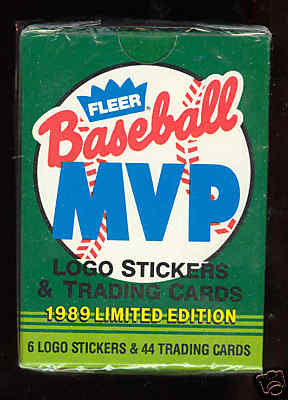 FLEER
Baseball
MVP
LOGO STICKERS
& TRADING CARDS
1989 LIMITED EDITION
6 LOGO STICKERS & 44 TRADING CARDS